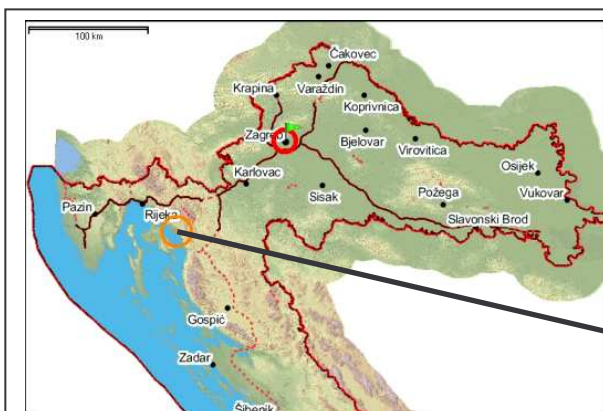 100 km
Čakovec
Krapina
Varaždin
Koprivnica
Zagreb
Bjelovar
Virovitica
Karlovac
Osijek
Sisak
Požega
Vukovar
Pazin
Rijeka
Slavonski Brod
Gospić
Zadar
Šibenik